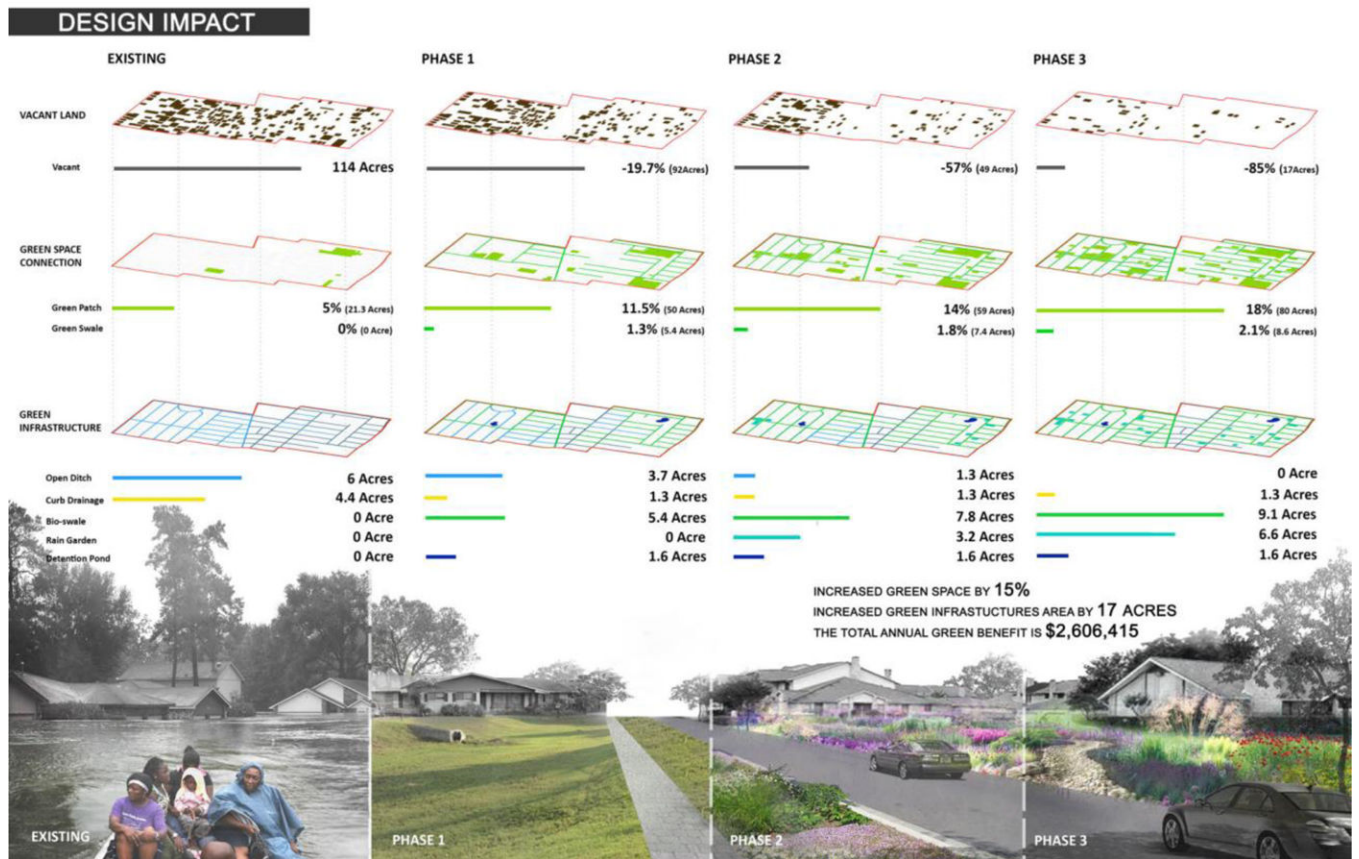 DESIGN IMPACT
EXISTING PHASE 1 PHASE 2 PHASE 3
VACANT LAND
Vacant 114 Acres -19.7% (92Acres) -57% (49 Acres) -85% (17Acres)
GREEN SPACE
CONNECTION
Green Patch 5% (21.3 Acres) 11.5% (50 Acres) 14% (59 Acres) 18% (80 Acres)
Green Swale 0% (0 Acre) 1.3% (5.4 Acres) 1.8% (7.4 Acres) 2.1% (8.6 Acres)
GREEN
INFRASTRUCTURE
Open Ditch 6 Acres 3.7 Acres 1.3 Acres 0 Acre
Curb Drainage 4.4 Acres 1.3 Acres 1.3 Acres 1.3 Acres
Bio-swale 0 Acre 5.4 Acres 7.8 Acres 9.1 Acres
Rain Garden 0 Acre 0 Acre 3.2 Acres 6.6 Acres
Detention Pond 0 Acre 1.6 Acres 1.6 Acres 1.6 Acres
INCREASED GREEN SPACE BY 15%
INCREASED GREEN INFRASTUCTURES AREA BY 17 ACRES
THE TOTAL ANNUAL GREEN BENEFIT IS $2,606,415
EXISTING PHASE 1 PHASE 2 PHASE 3